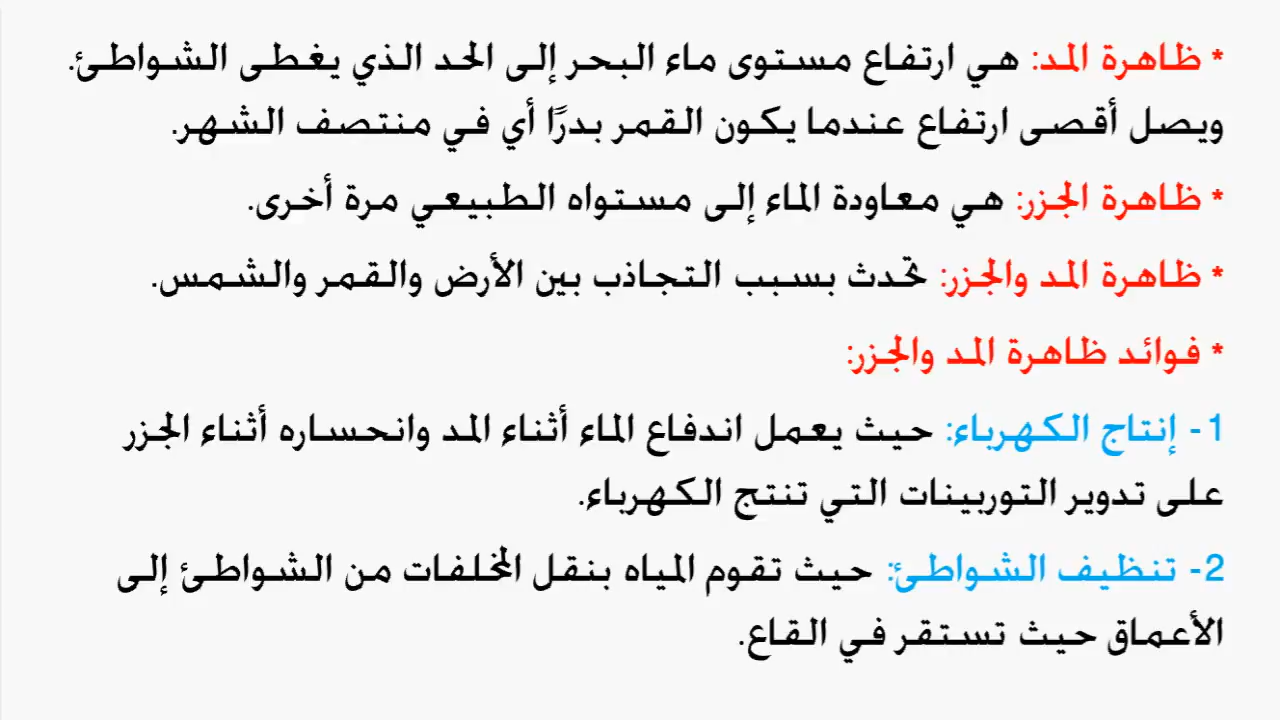 * ظاهرة المد: هي ارتفاع مستوى ماء البحر إلى الحد الذي يغطى الشواطئ.
ويصل أقصى ارتفاع عندما يكون القمر بدرًا أي في منتصف الشهر.
* ظاهرة الجزر: هي معاودة الماء إلى مستواه الطبيعي مرة أخرى.
* ظاهرة المد والجزر: تحدث بسبب التجاذب بين الأرض والقمر والشمس.
* فوائد ظاهرة المد والجزر:
1- إنتاج الكهرباء: حيث يعمل اندفاع الماء أثناء المد وانحساره أثناء الجزر
على تدوير التوربينات التي تنتج الكهرباء.
2- تنظيف الشواطئ: حيث تقوم المياه بنقل المخلفات من الشواطئ إلى
الأعماق حيث تستقر في القاع.